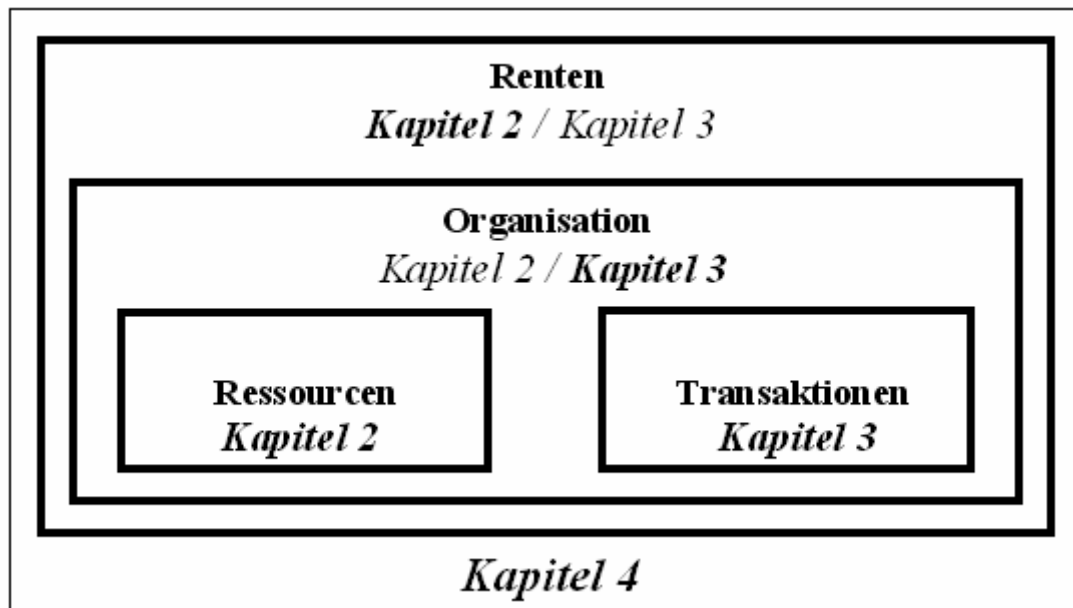 Renten
Kapitel 2 / Kapitel 3
Organisation
Kapitel 2 / Kapitel 3
Ressourcen
Kapitel 2
Transaktionen
Kapitel 3
Kapitel 4